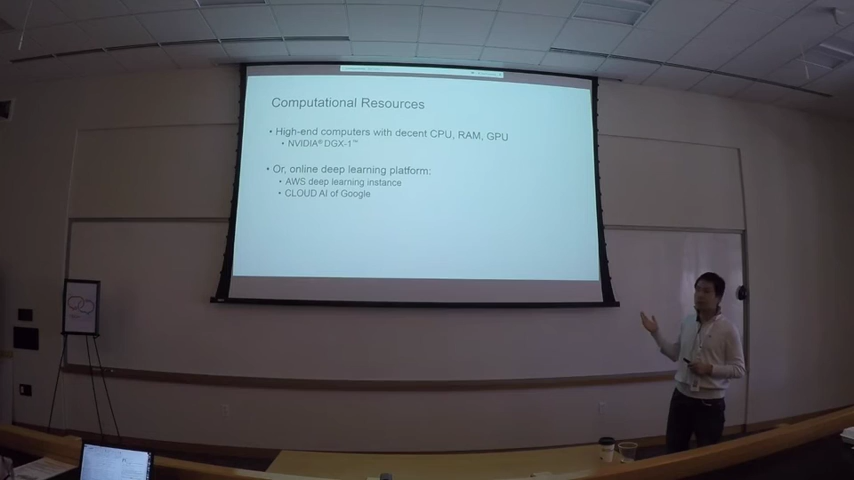 Computational Resources
• High-end computers with decent CPU, RAM, GPU
• NVIDIA® DGX-1™
• Or, online deep learning platform:
• AWS deep learning instance
• CLOUD AI of Google